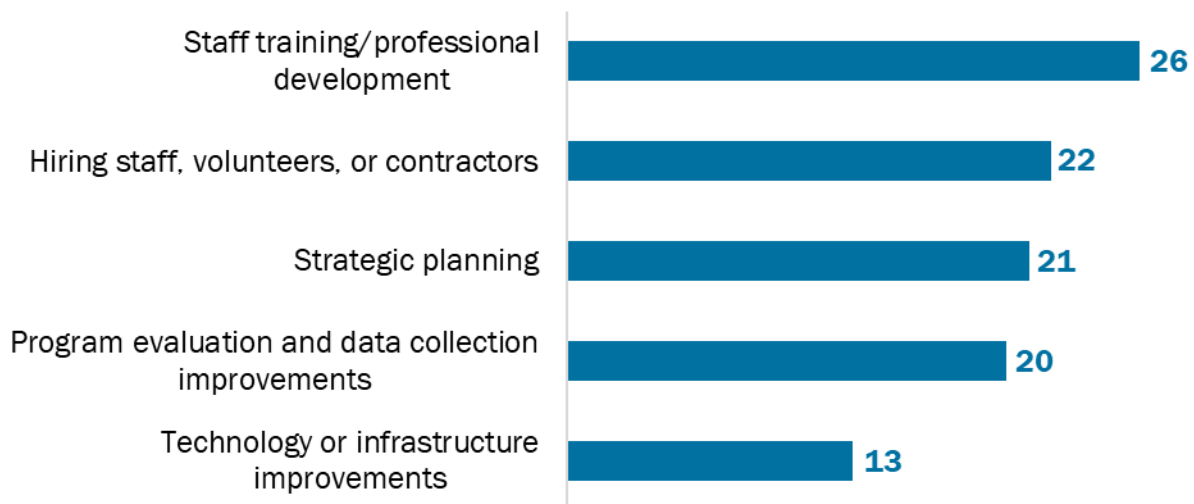 Staff training/professional
development
26
Hiring staff, volunteers, or contractors
22
Strategic planning
21
Program evaluation and data collection
improvements
20
Technology or infrastructure
improvements
13